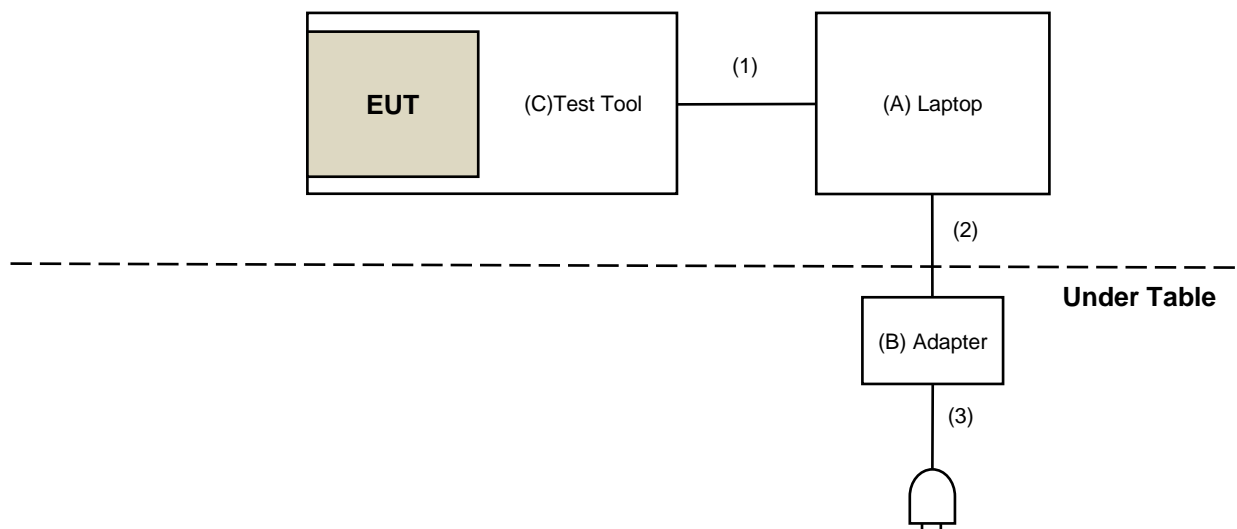 (1)
EUT
(C)Test Tool
(A) Laptop
(2)
Under Table
(B) Adapter
(3)